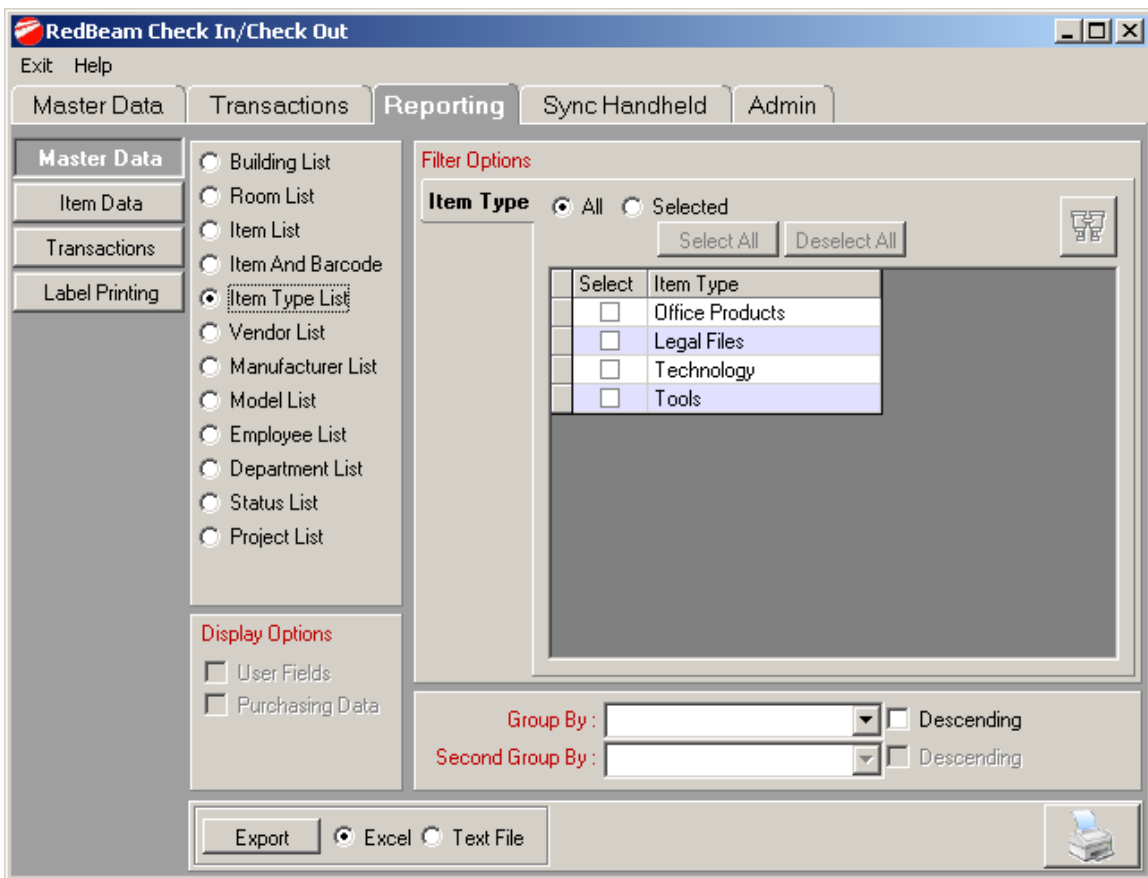 RedBeam Check In/Check Out
Exit Help
Master Data Transactions Reporting Sync Handheld Admin
Master Data
Item Data
Transactions
Label Printing
Building List
Room List
Item List
Item And Barcode
Item Type List
Vendor List
Manufacturer List
Model List
Employee List
Department List
Status List
Project List
Display Options
User Fields
Purchasing Data
Filter Options
Item Type All Selected
Select All Deselect All
Select Item Type
Office Products
Legal Files
Technology
Tools
Group By : Descending
Second Group By : Descending
Export Excel Text File